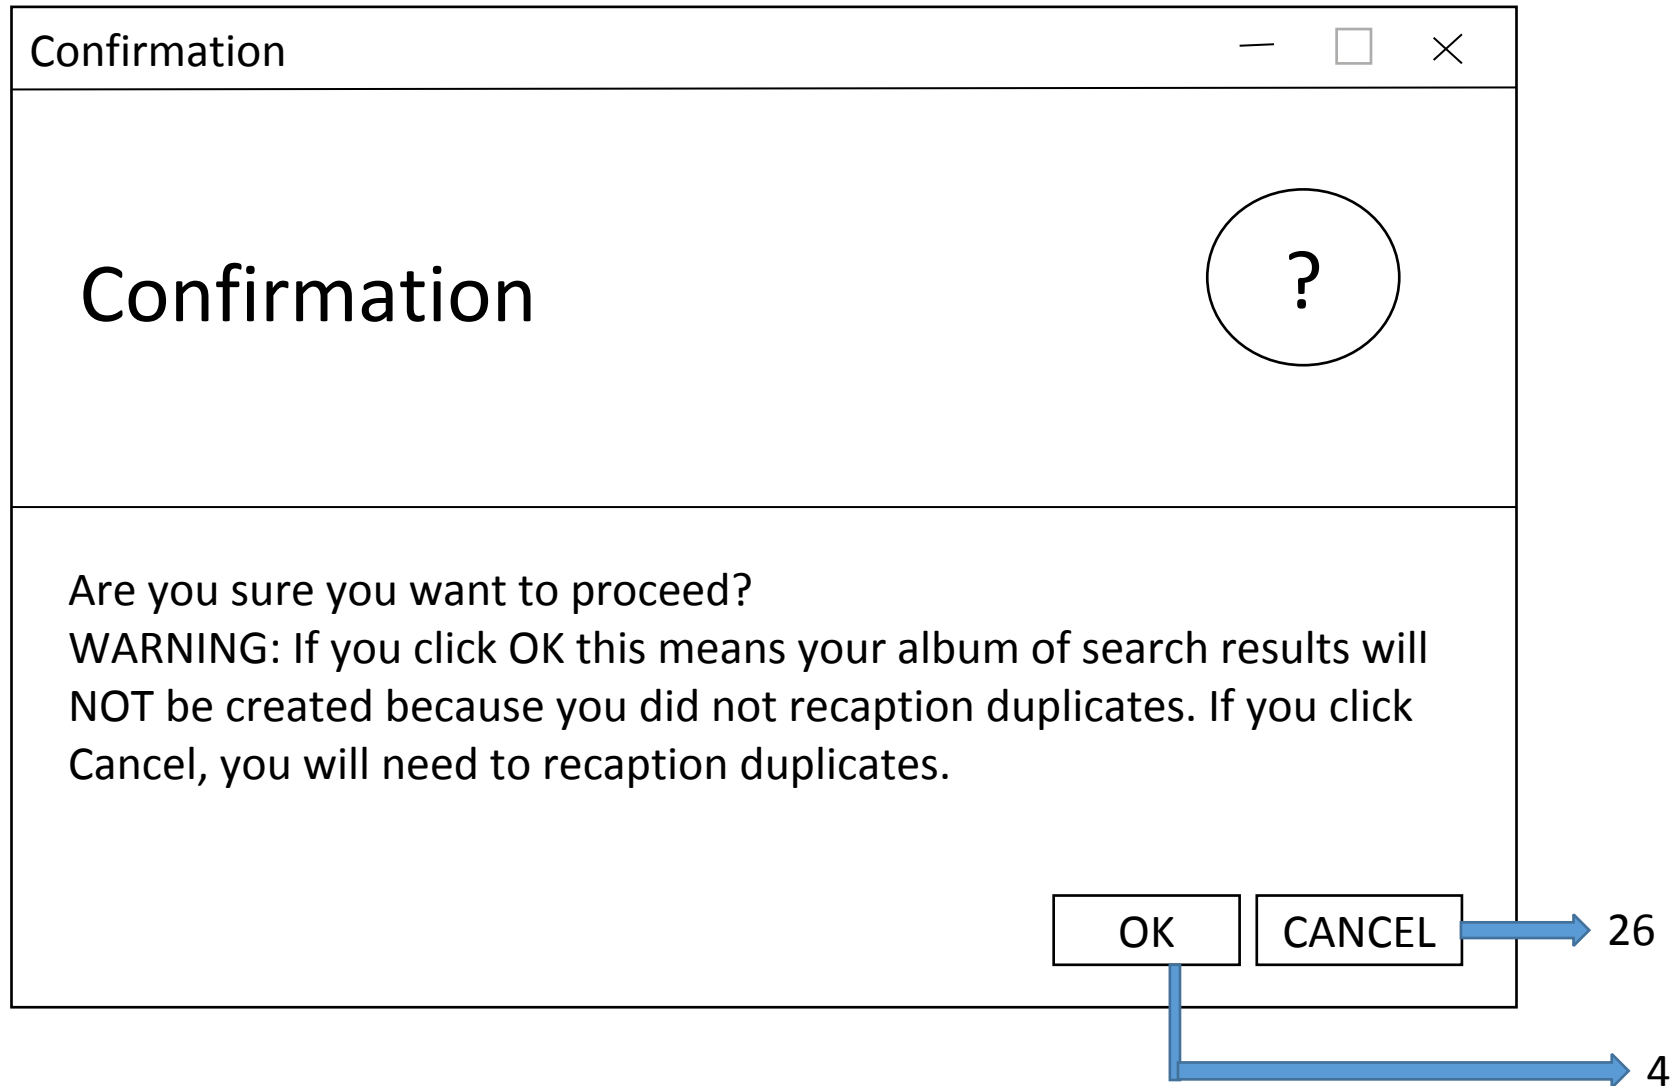 Confirmation
Confirmation
?
Are you sure you want to proceed?
WARNING: If you click OK this means your album of search results will
NOT be created because you did not recaption duplicates. If you click
Cancel, you will need to recaption duplicates.
OK
CANCEL
26
4